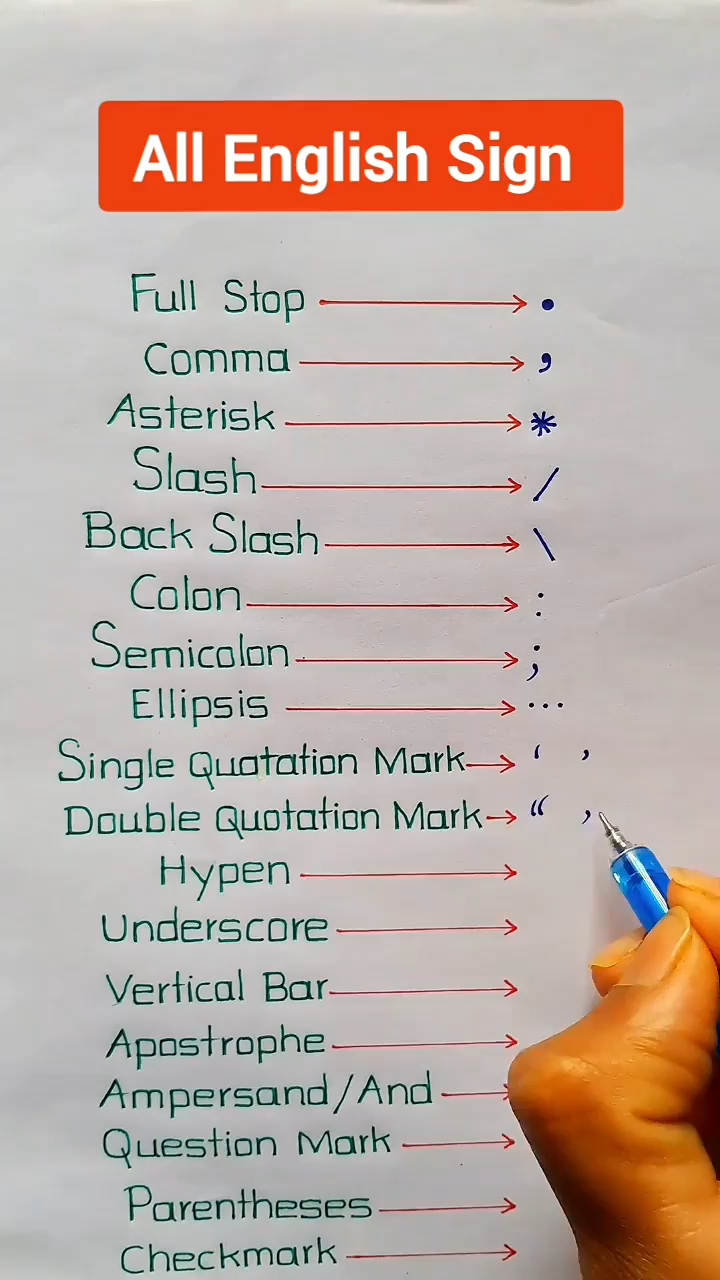 All English Sign
Full Stop → •
Comma → ,
Asterisk → *
Slash → /
Back Slash → \
Colon → :
Semicolon → ;
Ellipsis → ...
Single Quatation Mark → ‘ ’
Double Quotation Mark → “ ,
Hypen →
Underscore →
Vertical Bar →
Apostrophe →
Ampersand/And →
Question Mark →
Parentheses →
Checkmark →